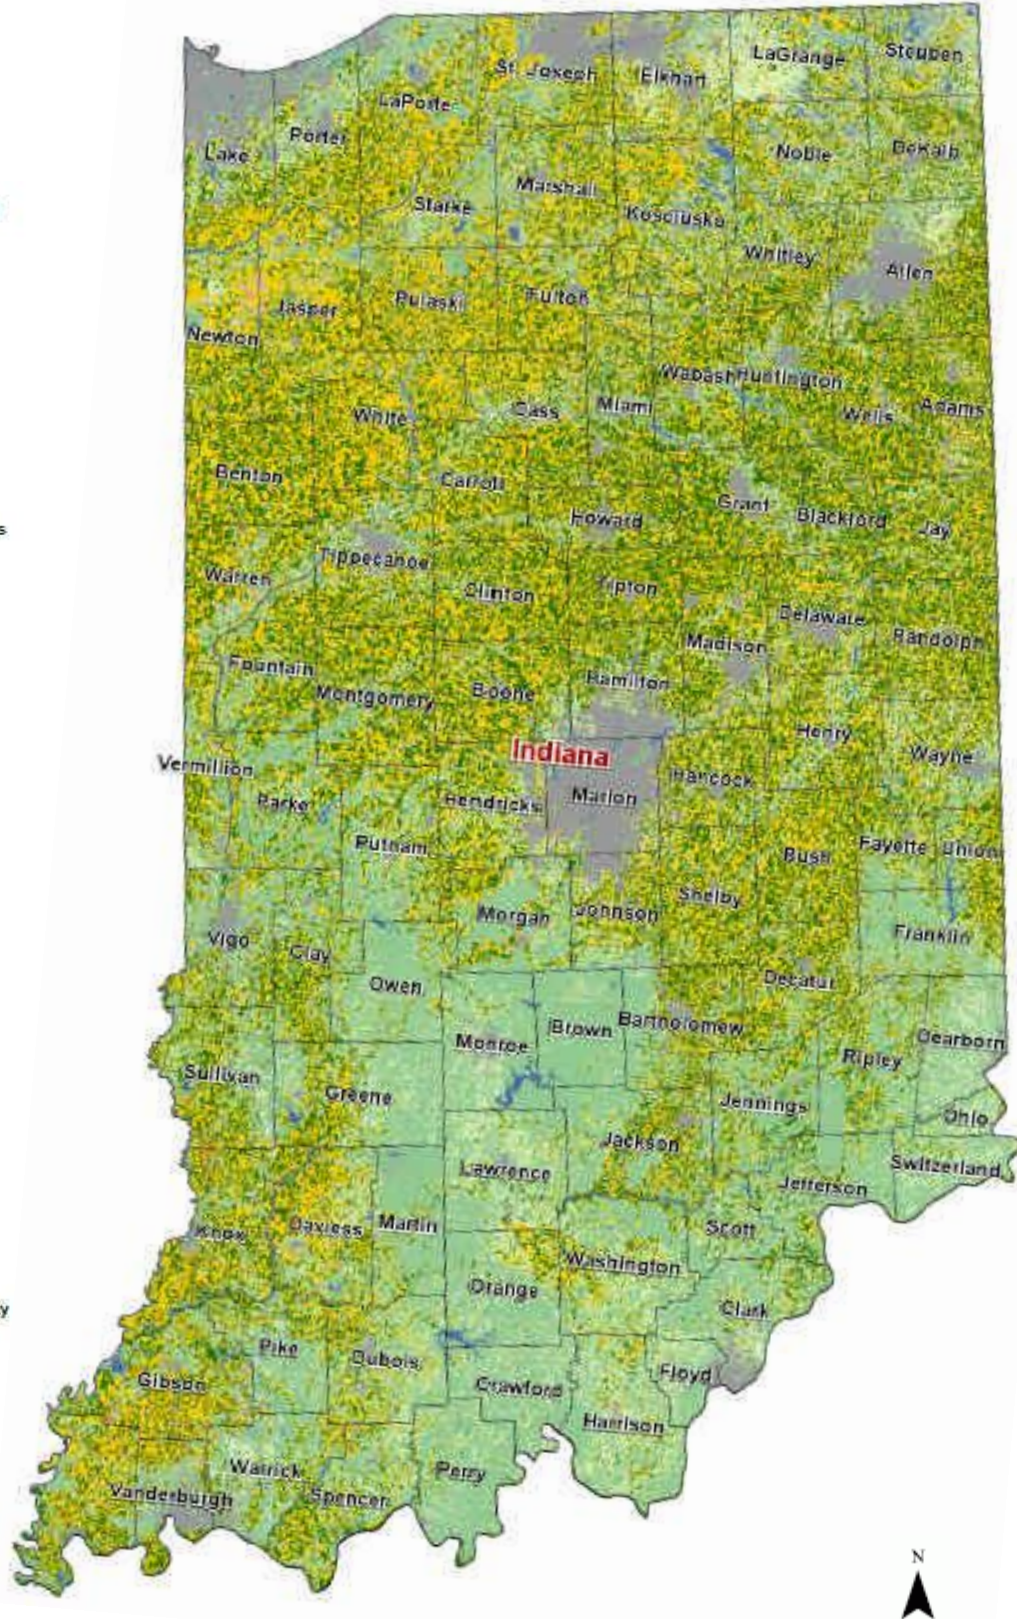 LaGrange
Steuben
St. Joseph
Elkhart
LaPorte
Porter
Lake
Noble
DeKalb
Marshall
Starke
Kosciusko
Whitley
Allen
Jasper
Pulaski
Fulton
Newton
Wabash Huntington
White
Cass
Miami
Wells
Adams
Benton
Carroll
Grant
Blackford
Jay
Howard
s
Tippecanoe
Warren
Clinton
Tipton
Delaware
Randolph
Madison
Fountain
Montgomery
Boone
Hamilton
Henry
Indiana
Wayne
Vermillion
Hancock
Parke
Hendricks
Marion
Putnam
Rush
Fayette Union
Shelby
Morgan
Johnson
Franklin
Vigo
Clay
Owen
Decatur
Brown
Bartholomew
Monroe
Dearborn
Ripley
Sullivan
Greene
Jennings
Ohio
Jackson
Lawrence
Switzerland
Jefferson
Knox
Daviess
Martin
Scott
Washington
Orange
Clark
y
Pike
Dubois
Floyd
Gibson
Crawford
Harrison
Warrick
Perry
Vanderburgh
Spencer
N